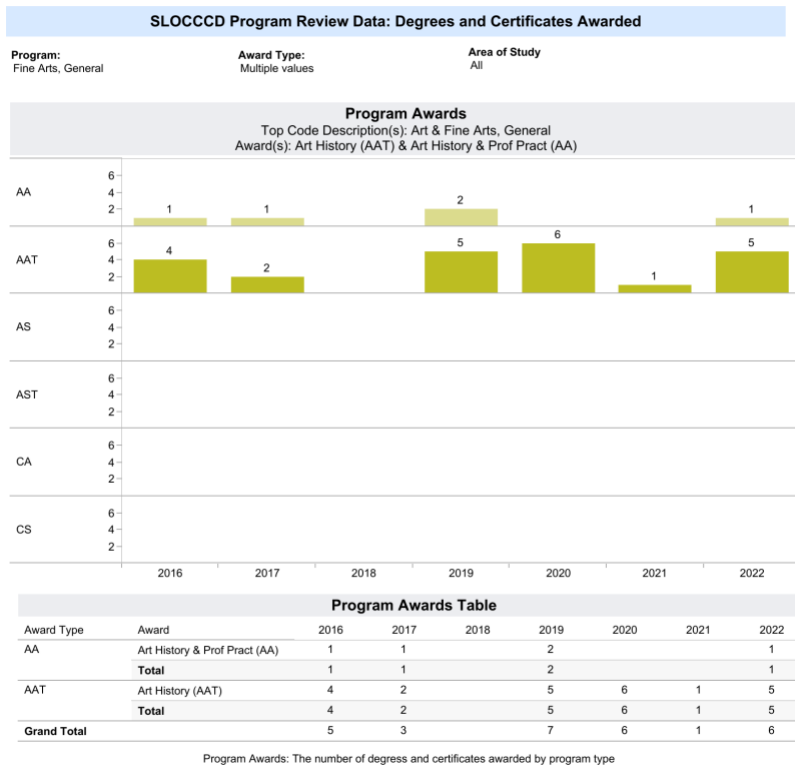 SLOCCCD Program Review Data: Degrees and Certificates Awarded
Program: Award Type: Area of Study
Fine Arts, General Multiple values All
Program Awards
Top Code Description(s): Art & Fine Arts, General
Award(s): Art History (AAT) & Art History & Prof Pract (AA)
AA 6 4 2 1 1 2 1
AAT 6 4 2 4 2 5 6 1 5
AS 6 4 2
AST 6 4 2
CA 6 4 2
CS 6 4 2
2016 2017 2018 2019 2020 2021 2022
Program Awards Table
Award Type Award 2016 2017 2018 2019 2020 2021 2022
AA Art History & Prof Pract (AA) 1 1 2 1
Total 1 1 2 1
AAT Art History (AAT) 4 2 5 6 1 5
Total 4 2 5 6 1 5
Grand Total 5 3 7 6 1 6
Program Awards: The number of degress and certificates awarded by program type